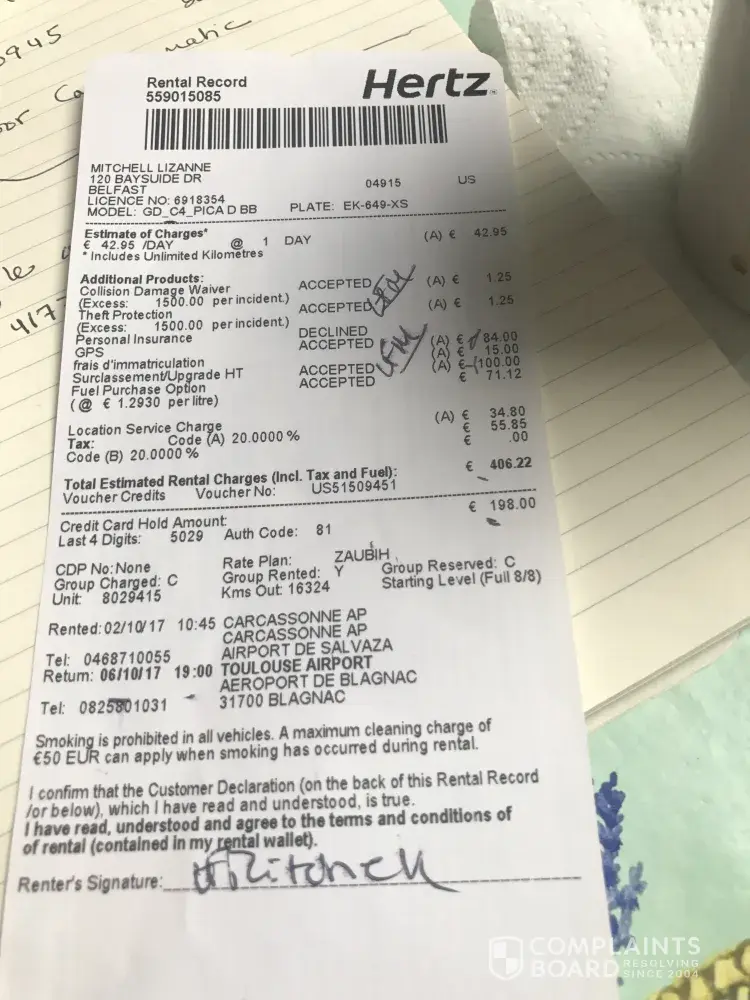 5945
matic
or Ca
Rental Record
559015085
Hertz
MITCHELL LIZANNE
120 BAYSUIDE DR
BELFAST 04915 US
LICENCE NO: 6918354
MODEL: GD_C4_PICA D BB PLATE: EK-649-XS
Estimate of Charges*
€ 42.95 /DAY @ 1 DAY (A) € 42.95
* Includes Unlimited Kilometres
Additional Products:
Collision Damage Waiver ACCEPTED (A) € 1.25
(Excess: 1500.00 per incident.)
Theft Protection ACCEPTED (A) € 1.25
(Excess: 1500.00 per incident.)
Personal Insurance DECLINED
GPS ACCEPTED (A) € 84.00
frais d'immatriculation (A) € 15.00
Surclassement/Upgrade HT ACCEPTED (A) € 100.00
Fuel Purchase Option ACCEPTED € 71.12
(@ € 1.2930 per litre)
Location Service Charge (A) € 34.80
Tax: Code (A) 20.0000 % € 55.85
Code (B) 20.0000 % € .00
Total Estimated Rental Charges (Incl. Tax and Fuel): € 406.22
Voucher Credits Voucher No: US51509451
Credit Card Hold Amount: € 198.00
Last 4 Digits: 5029 Auth Code: 81
CDP No: None Rate Plan: ZAUBIH
Group Charged: C Group Rented: Y Group Reserved: C
Unit: 8029415 Kms Out: 16324 Starting Level (Full 8/8)
Rented: 02/10/17 10:45 CARCASSONNE AP
CARCASSONNE AP
Tel: 0468710055 AIRPORT DE SALVAZA
Return: 06/10/17 19:00 TOULOUSE AIRPORT
AEROPORT DE BLAGNAC
Tel: 0825801031 31700 BLAGNAC
Smoking is prohibited in all vehicles. A maximum cleaning charge of
€50 EUR can apply when smoking has occurred during rental.
I confirm that the Customer Declaration (on the back of this Rental Record
/or below), which I have read and understood, is true.
I have read, understood and agree to the terms and conditions of
of rental (contained in my rental wallet).
Renter's Signature:
COMPLAINTS
BOARD RESOLVING
SINCE 2004